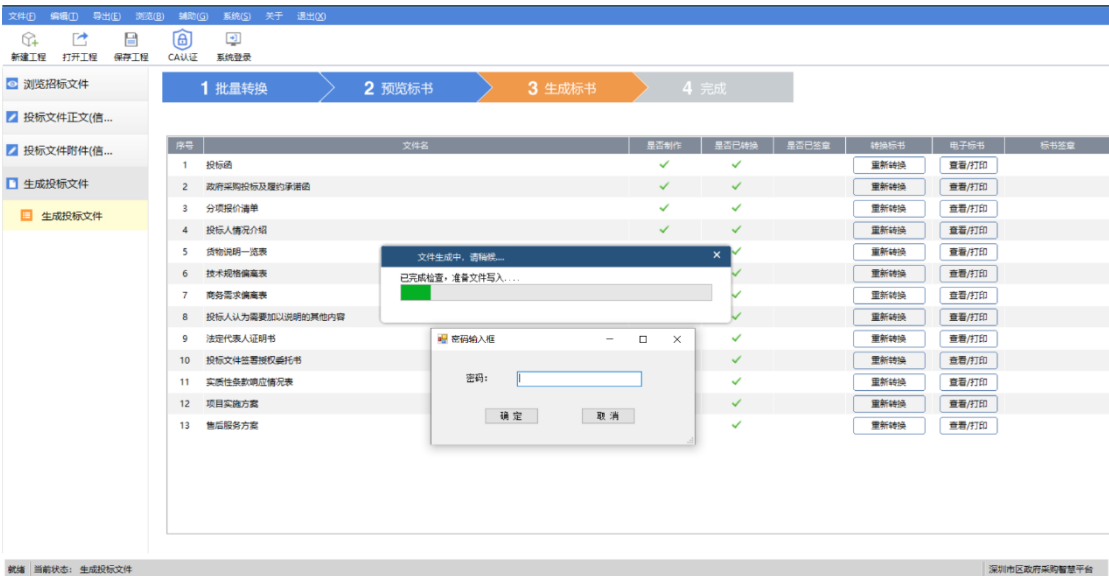 文件(F) 编辑(I) 导出(E) 浏览(B) 辅助(G) 系统(S) 关于 退出(X)
新建工程 打开工程 保存工程 CA认证 系统登录
浏览招标文件
投标文件正文(信...
投标文件附件(信...
生成投标文件
生成投标文件
1 批量转换 2 预览标书 3 生成标书 4 完成
序号 文件名 是否制作 是否已转换 是否已签章 转换标书 电子标书 标书签章
1 投标函 重新转换 查看/打印
2 政府采购投标及履约承诺函 重新转换 查看/打印
3 分项报价清单 重新转换 查看/打印
4 投标人情况介绍 重新转换 查看/打印
5 货物说明一览表 重新转换 查看/打印
6 技术规格偏离表 重新转换 查看/打印
7 商务需求偏离表 重新转换 查看/打印
8 投标人认为需要加以说明的其他内容 重新转换 查看/打印
9 法定代表人证明书 重新转换 查看/打印
10 投标文件签署授权委托书 重新转换 查看/打印
11 实质性条款响应情况表 重新转换 查看/打印
12 项目实施方案 重新转换 查看/打印
13 售后服务方案 重新转换 查看/打印
文件生成中，请稍候....
已完成检查，准备文件写入....
密码输入框
密码:
确 定 取 消
就绪 当前状态: 生成投标文件 深圳市区政府采购智慧平台